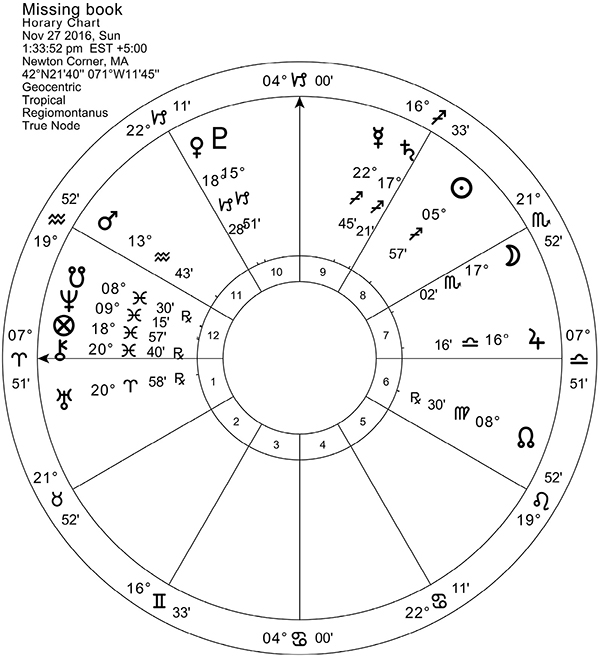 Missing book
Horary Chart
Nov 27 2016, Sun
1:33:52 pm EST +5:00
Newton Corner, MA
42°N21'40" 071°W11'45"
Geocentric
Tropical
Regiomontanus
True Node
04° ♑ 00'
16° ♐ 33'
21° ♏ 52'
07° ♎ 51'
52' ♌ 19°
11' ♋ 22°
04° ♋ 00'
16° ♊ 33'
21° ♉ 52'
07° ♈ 51'
52' ♒ 19°
22° ♑ 11'
♀ 18° ♑ 28'
♇ 15° ♑ 51'
☿ 22° ♐ 45'
♄ 17° ♐ 21'
☉ 05° ♐ 57'
☽ 17° ♏ 02'
♃ 16° ♎ 16'
☊ 08° ♍ 30' ℞
♂ 13° ♒ 43'
☋ 08° ♓ 30' ℞
♆ 09° ♓ 15'
⊗ 18° ♓ 57'
⚷ 20° ♓ 40' ℞
♅ 20° ♈ 58' ℞
10
9
8
7
6
5
4
3
2
1
12
11